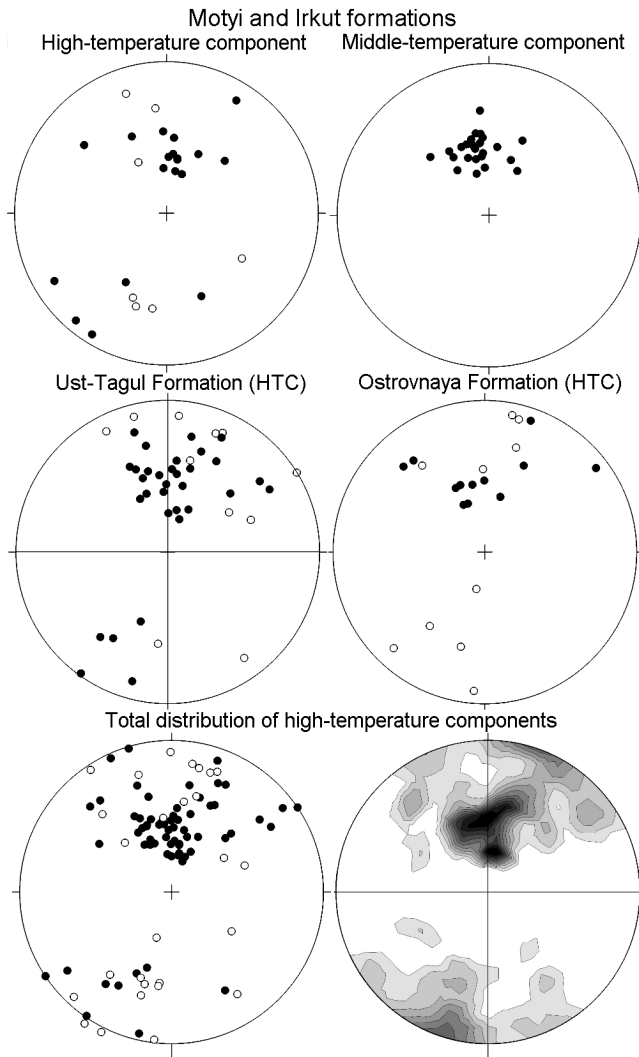 Motyi and Irkut formations
High-temperature component
Middle-temperature component
Ust-Tagul Formation (HTC)
Ostrovnaya Formation (HTC)
Total distribution of high-temperature components